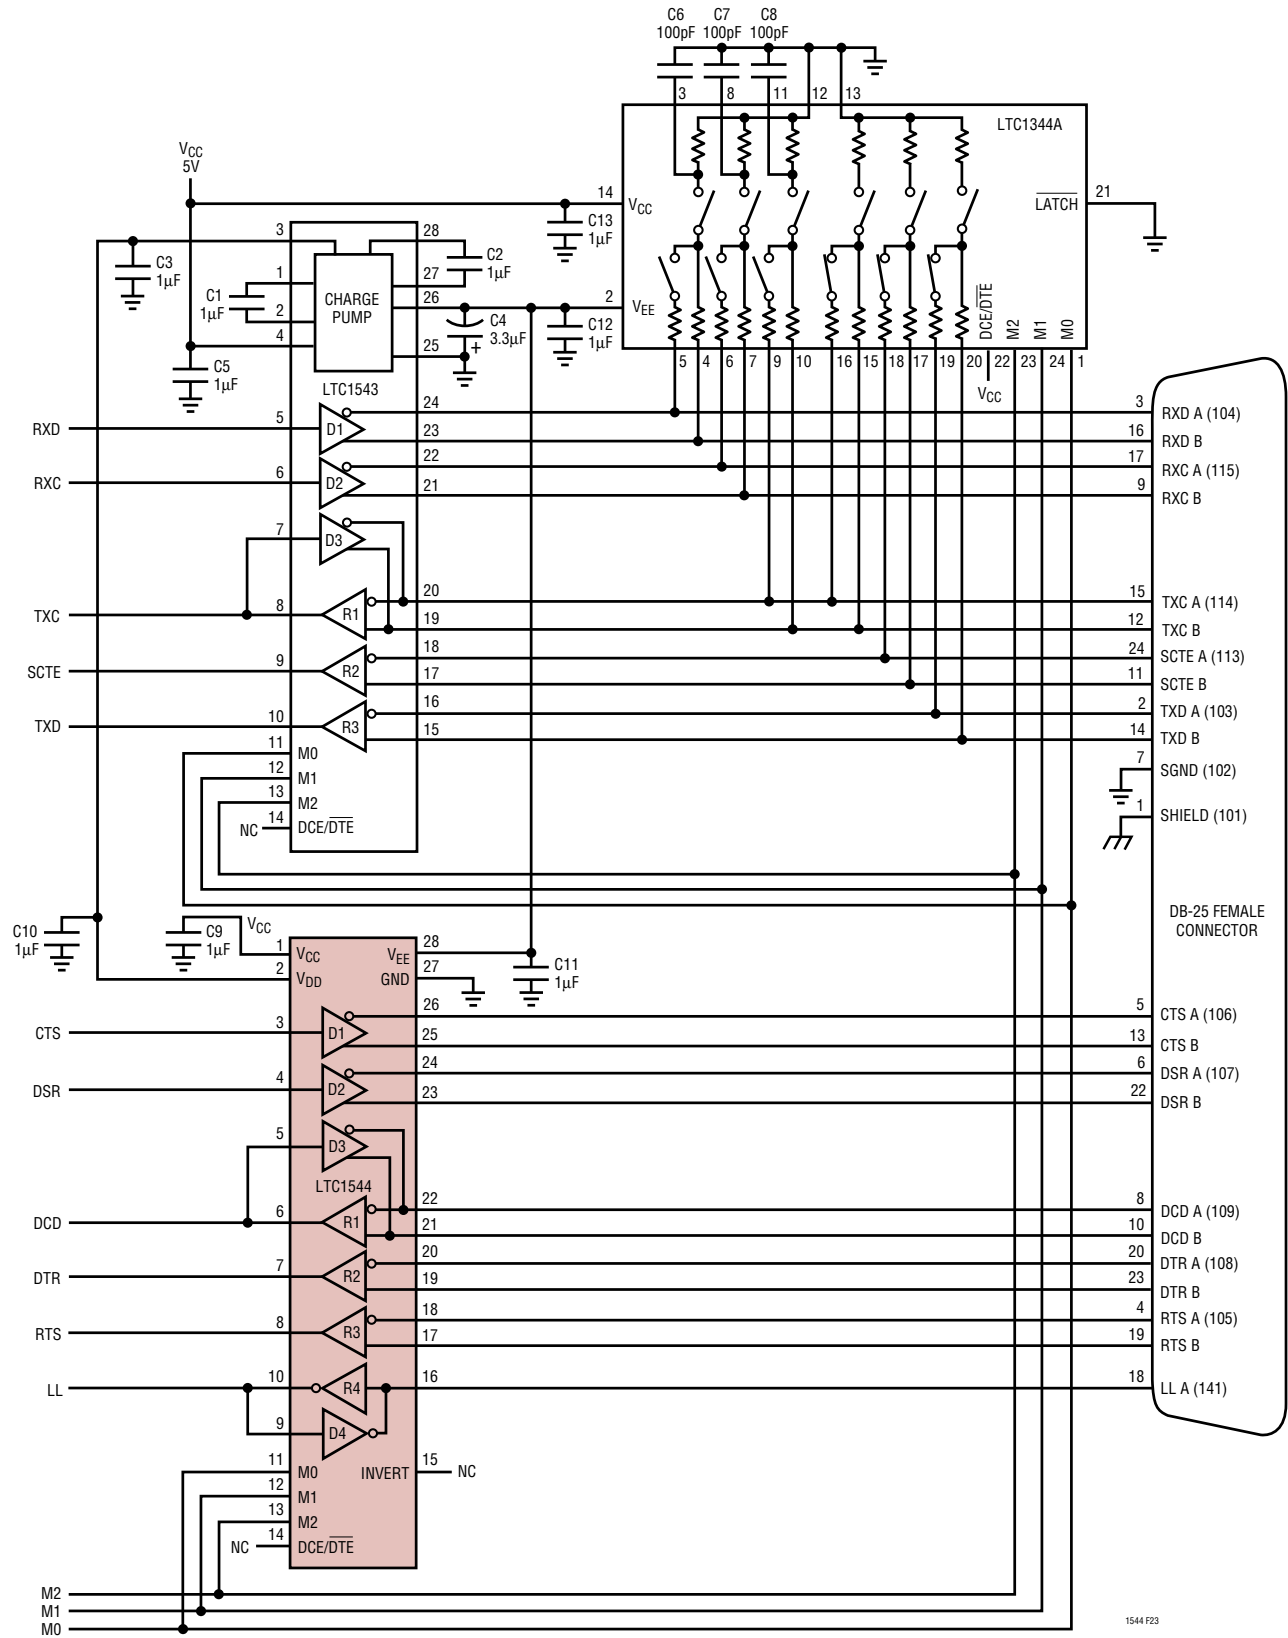 C6 C7 C8
100pF 100pF 100pF
3 8 11 12 13
LTC1344A
VCC
5V
14 VCC
LATCH 21
C13
1μF
3 28
C3
1μF
C2
1μF
1 27
C1
1μF
CHARGE
PUMP
2 26
2 VEE
C4
3.3μF
+
C12
1μF
4 25
DCE/DTE M2 M1 M0
C5
1μF
5 4 6 7 9 10 16 15 18 17 19 20 22 23 24 1
VCC
LTC1543
RXD 5 D1 24 3 RXD A (104)
23 16 RXD B
RXC 6 D2 22 17 RXC A (115)
21 9 RXC B
7 D3
TXC 8 R1 20 15 TXC A (114)
19 12 TXC B
SCTE 9 R2 18 24 SCTE A (113)
17 11 SCTE B
TXD 10 R3 16 2 TXD A (103)
15 14 TXD B
11 M0
7 SGND (102)
12 M1
13 M2
1 SHIELD (101)
NC 14 DCE/DTE
DB-25 FEMALE
CONNECTOR
C10
1μF
C9
1μF
VCC
1 VCC VEE 28
2 VDD GND 27
C11
1μF
CTS 3 D1 26 5 CTS A (106)
25 13 CTS B
DSR 4 D2 24 6 DSR A (107)
23 22 DSR B
5 D3
LTC1544
DCD 6 R1 22 8 DCD A (109)
21 10 DCD B
DTR 7 R2 20 20 DTR A (108)
19 23 DTR B
RTS 8 R3 18 4 RTS A (105)
17 19 RTS B
LL 10 R4 16 18 LL A (141)
9 D4
11 M0 INVERT 15 NC
12 M1
13 M2
NC 14 DCE/DTE
M2
M1
M0
1544 F23